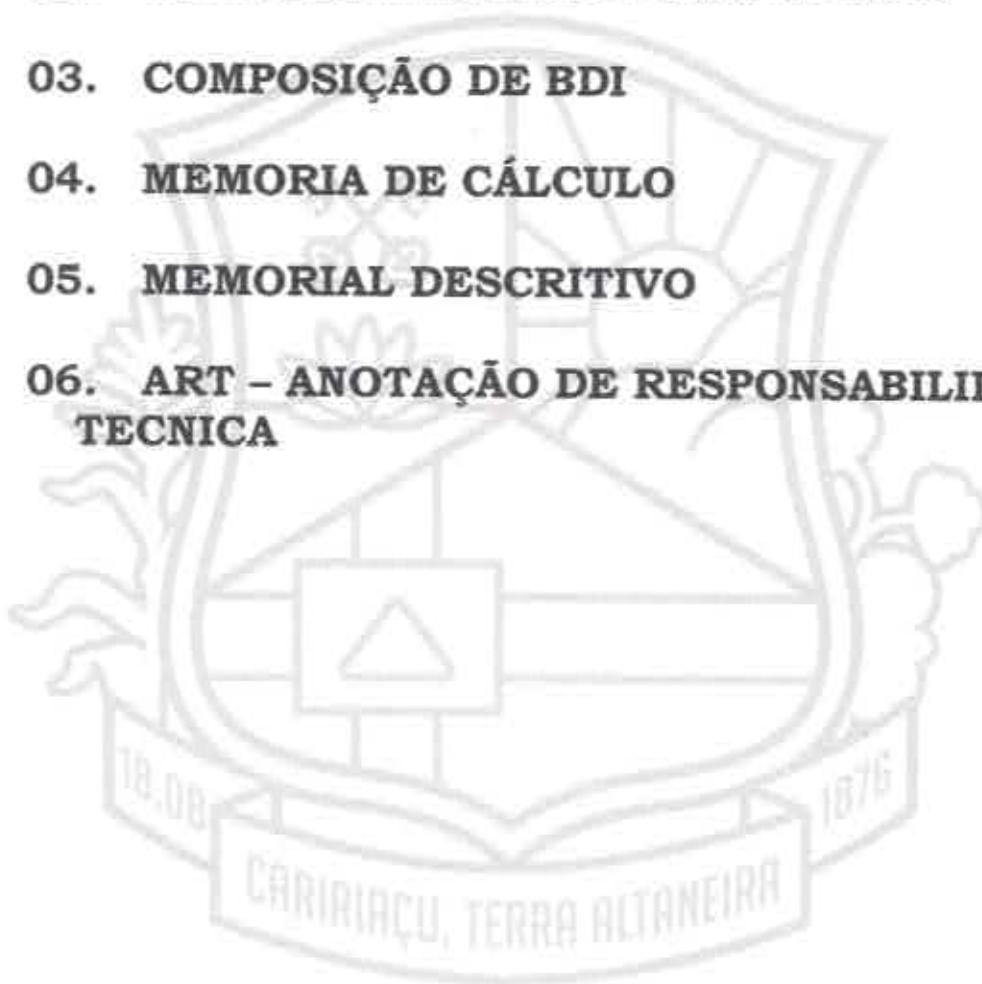 03. COMPOSIÇÃO DE BDI
04. MEMORIA DE CÁLCULO
05. MEMORIAL DESCRITIVO
06. ART – ANOTAÇÃO DE RESPONSABILI
TECNICA
18.08
1876
CARIRIAÇU, TERRA ALTANEIRA